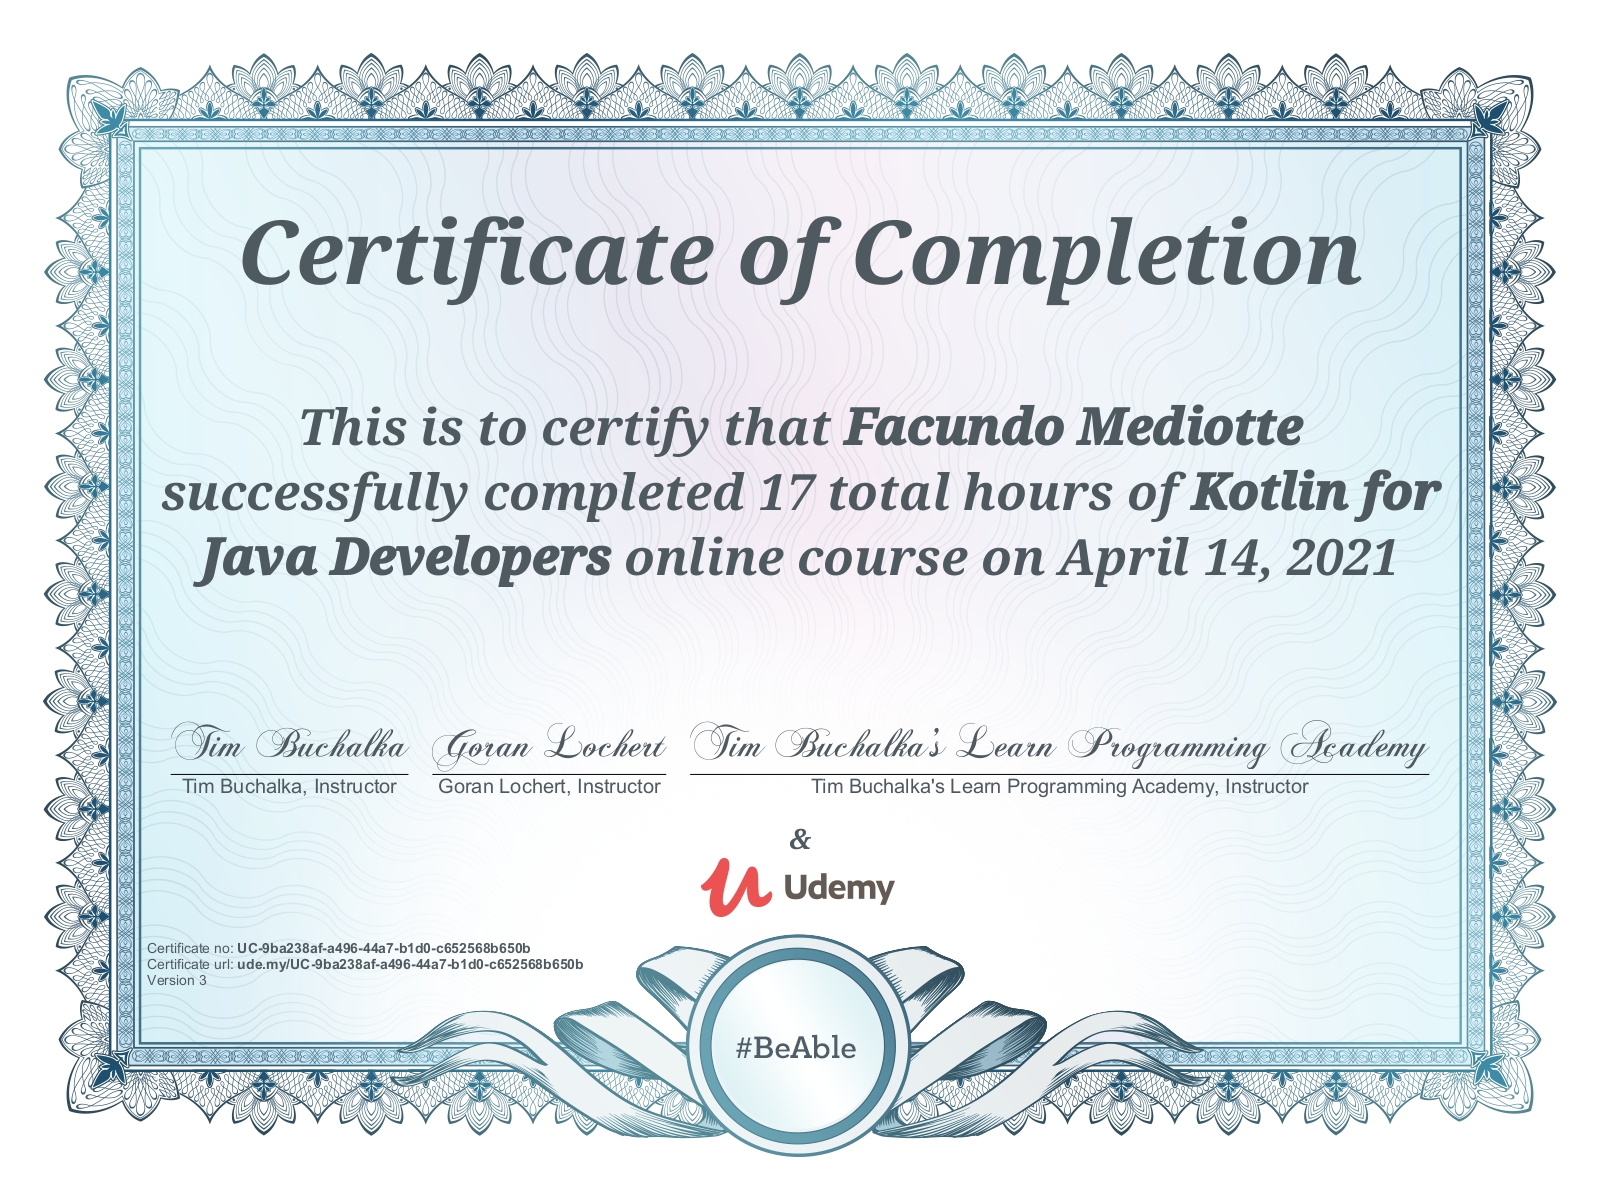 Certificate of Completion
This is to certify that Facundo Mediotte
successfully completed 17 total hours of Kotlin for
Java Developers online course on April 14, 2021
Tim Buchalka Goran Lochert Tim Buchalka's Learn Programming Academy
Tim Buchalka, Instructor Goran Lochert, Instructor Tim Buchalka's Learn Programming Academy, Instructor
&
Udemy
Certificate no: UC-9ba238af-a496-44a7-b1d0-c652568b650b
Certificate url: ude.my/UC-9ba238af-a496-44a7-b1d0-c652568b650b
Version 3
#BeAble